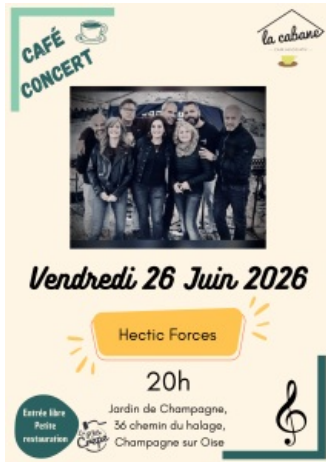 CAFÉ
CONCERT
la cabane
Vendredi 26 Juin 2026
Hectic Forces
20h
Jardin de Champagne,
36 chemin du halage,
Champagne sur Oise
Entrée libre
Petite
restauration
Crêpe